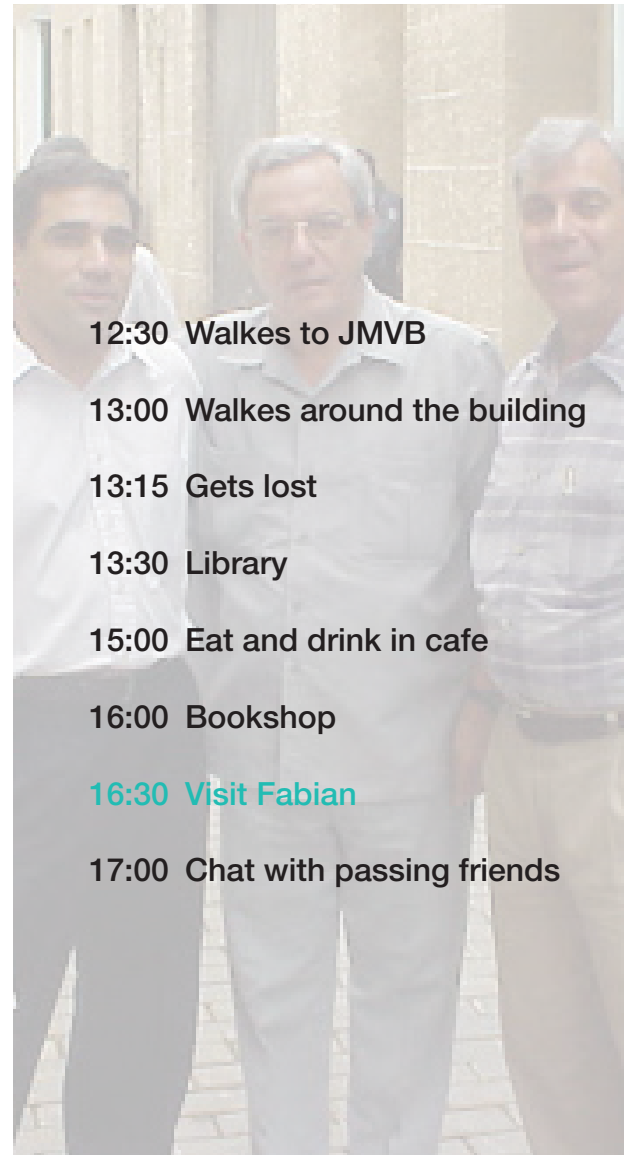 12:30 Walkes to JMVB
13:00 Walkes around the building
13:15 Gets lost
13:30 Library
15:00 Eat and drink in cafe
16:00 Bookshop
16:30 Visit Fabian
17:00 Chat with passing friends